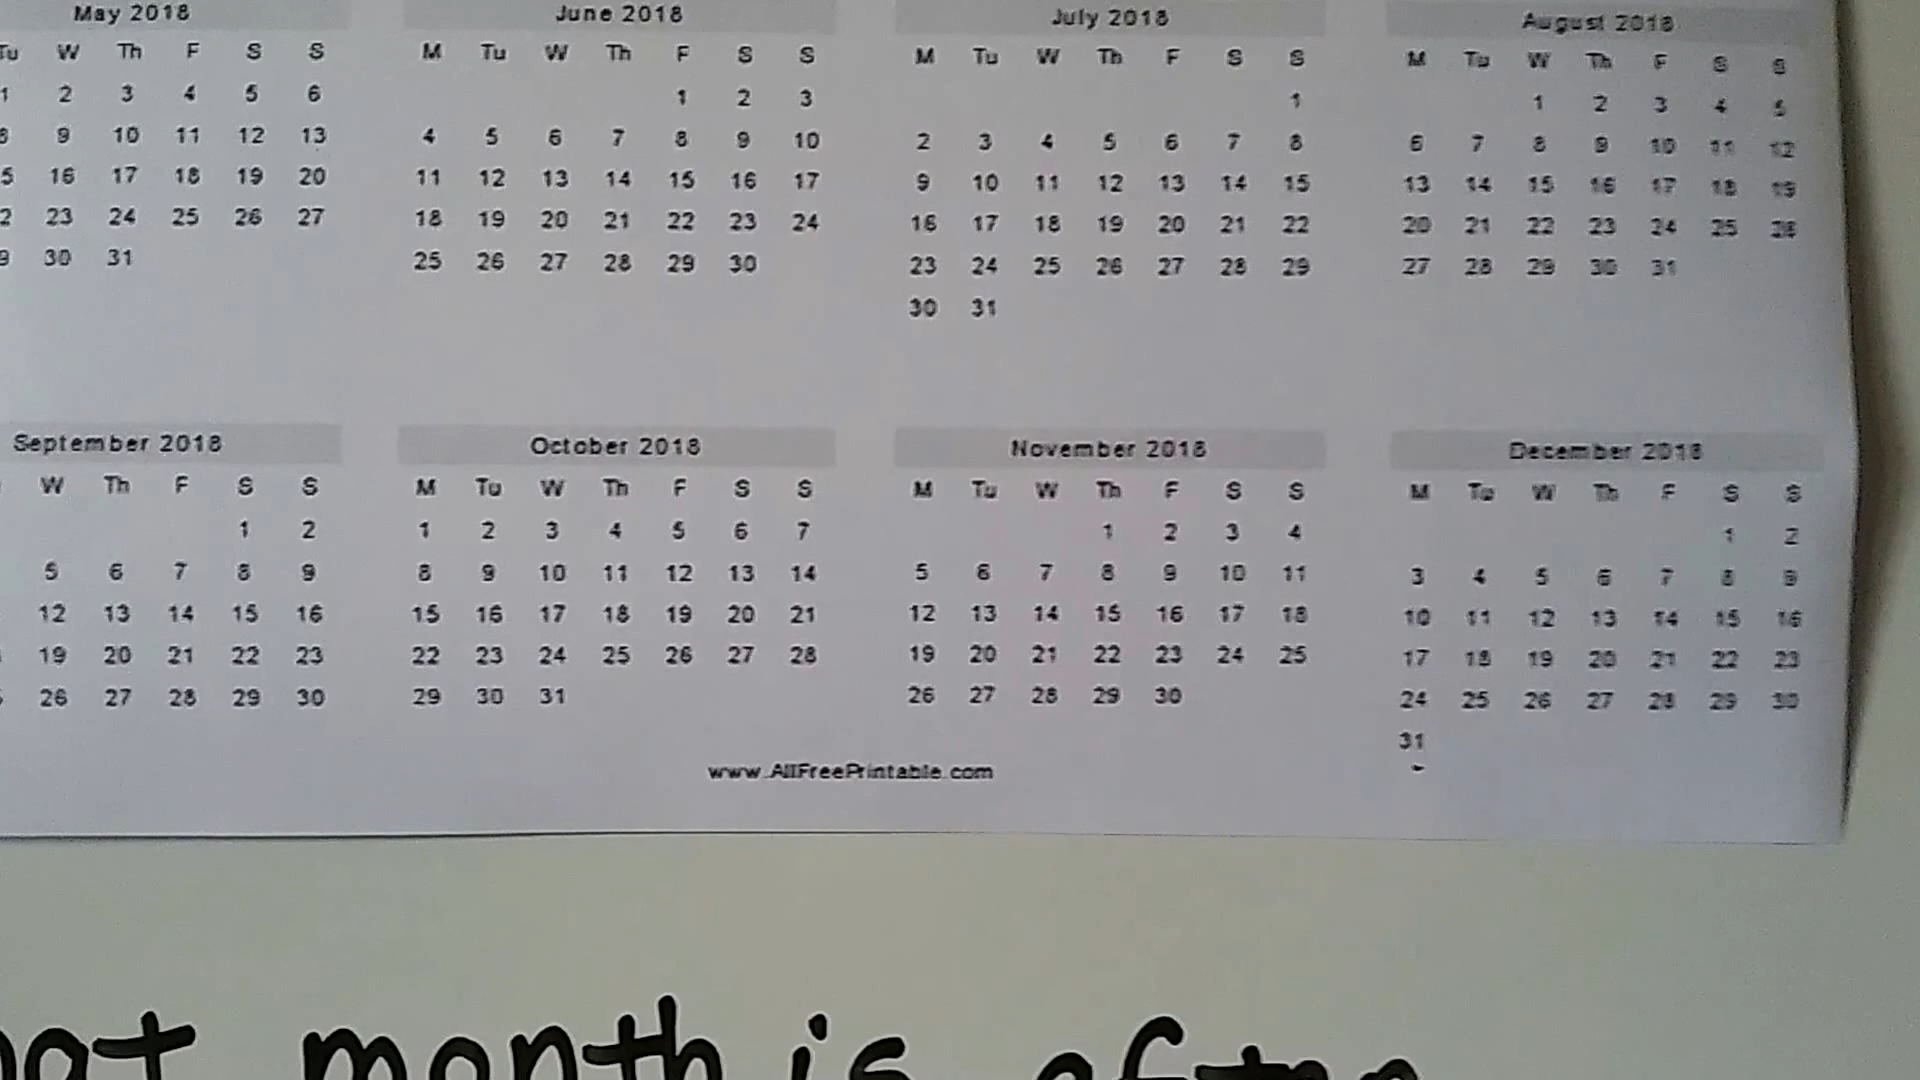 May 2018 June 2018 July 2018 August 2018
Tu W Th F S S M Tu W Th F S S M Tu W Th F S S M Tu W Th F S S
1 2 3 4 5 6 1 2 3 1 1 2 3 4 5
8 9 10 11 12 13 4 5 6 7 8 9 10 2 3 4 5 6 7 8 6 7 8 9 10 11 12
5 16 17 18 19 20 11 12 13 14 15 16 17 9 10 11 12 13 14 15 13 14 15 16 17 18 19
2 23 24 25 26 27 18 19 20 21 22 23 24 16 17 18 19 20 21 22 20 21 22 23 24 25 26
9 30 31 25 26 27 28 29 30 23 24 25 26 27 28 29 27 28 29 30 31
30 31
September 2018 October 2018 November 2018 December 2018
W Th F S S M Tu W Th F S S M Tu W Th F S S M Tu W Th F S S
1 2 1 2 3 4 5 6 7 1 2 3 4 1 2
5 6 7 8 9 8 9 10 11 12 13 14 5 6 7 8 9 10 11 3 4 5 6 7 8 9
12 13 14 15 16 15 16 17 18 19 20 21 12 13 14 15 16 17 18 10 11 12 13 14 15 16
19 20 21 22 23 22 23 24 25 26 27 28 19 20 21 22 23 24 25 17 18 19 20 21 22 23
26 27 28 29 30 29 30 31 26 27 28 29 30 24 25 26 27 28 29 30
31
www.AllFreePrintable.com
hat month is after